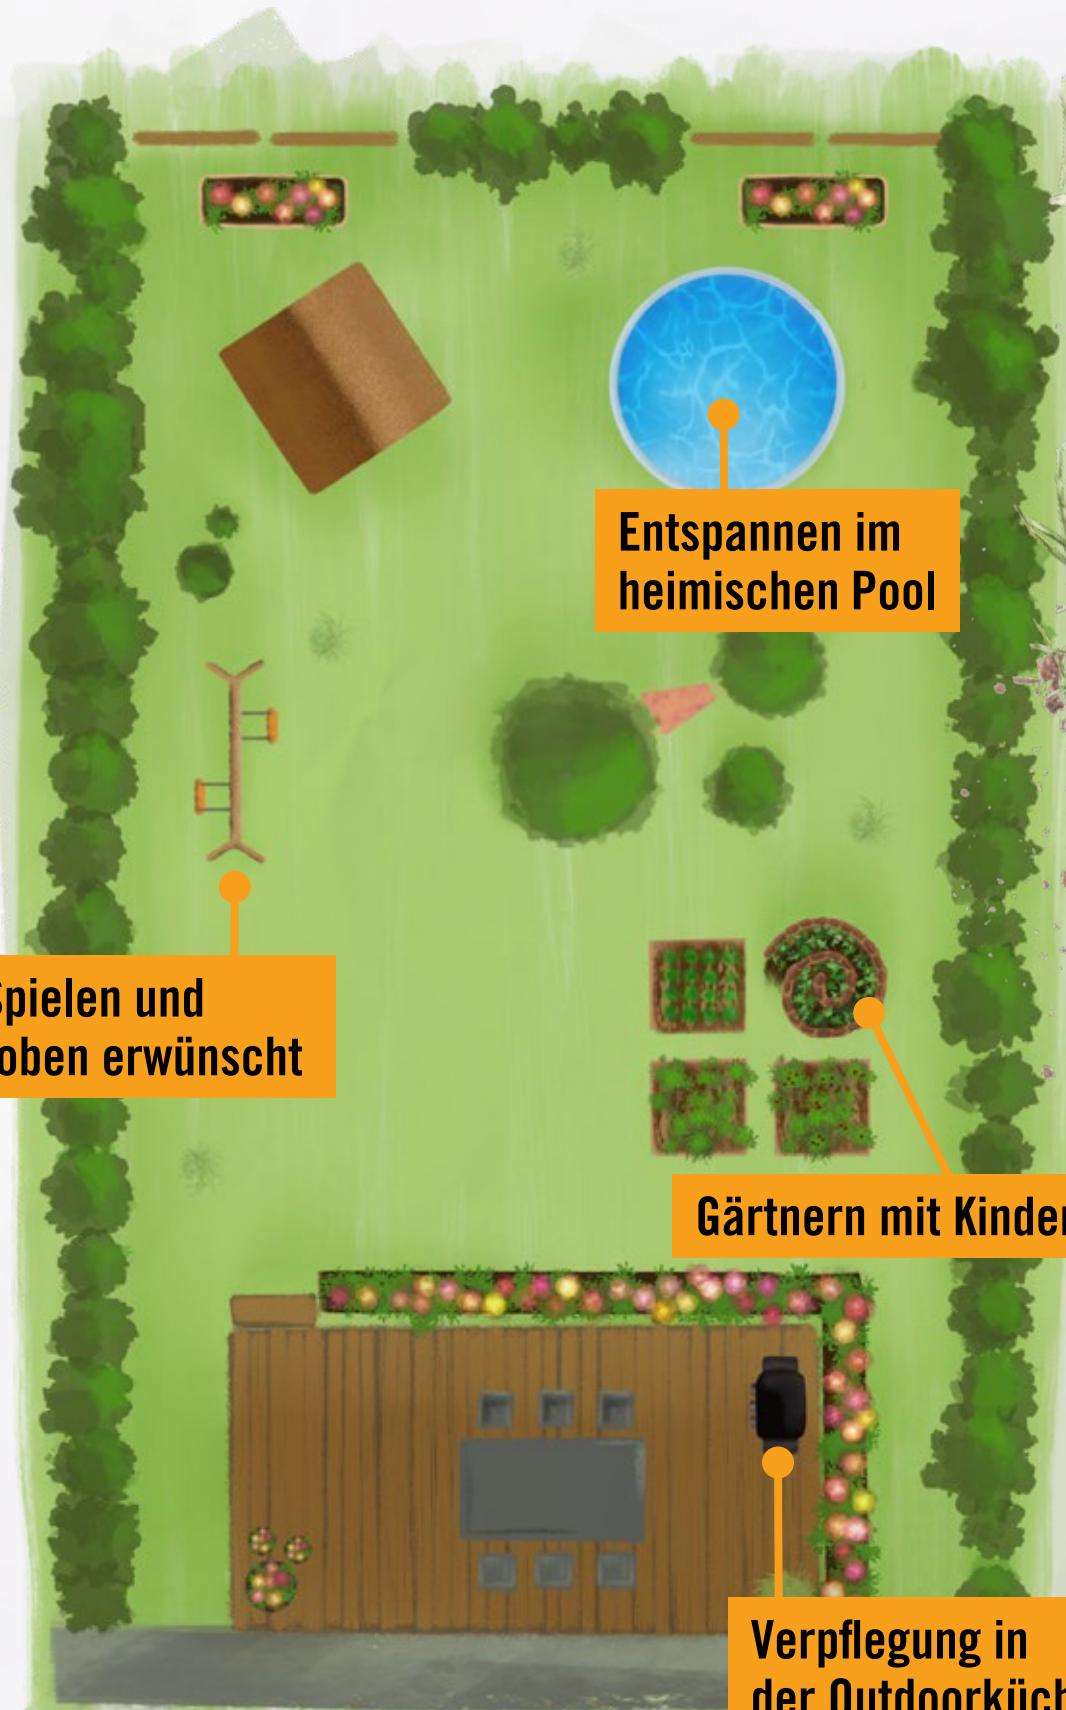 Entspannen im
heimischen Pool
Spielen und
oben erwünscht
Gärtnern mit Kinder
Verpflegung in
der Outdoorküch